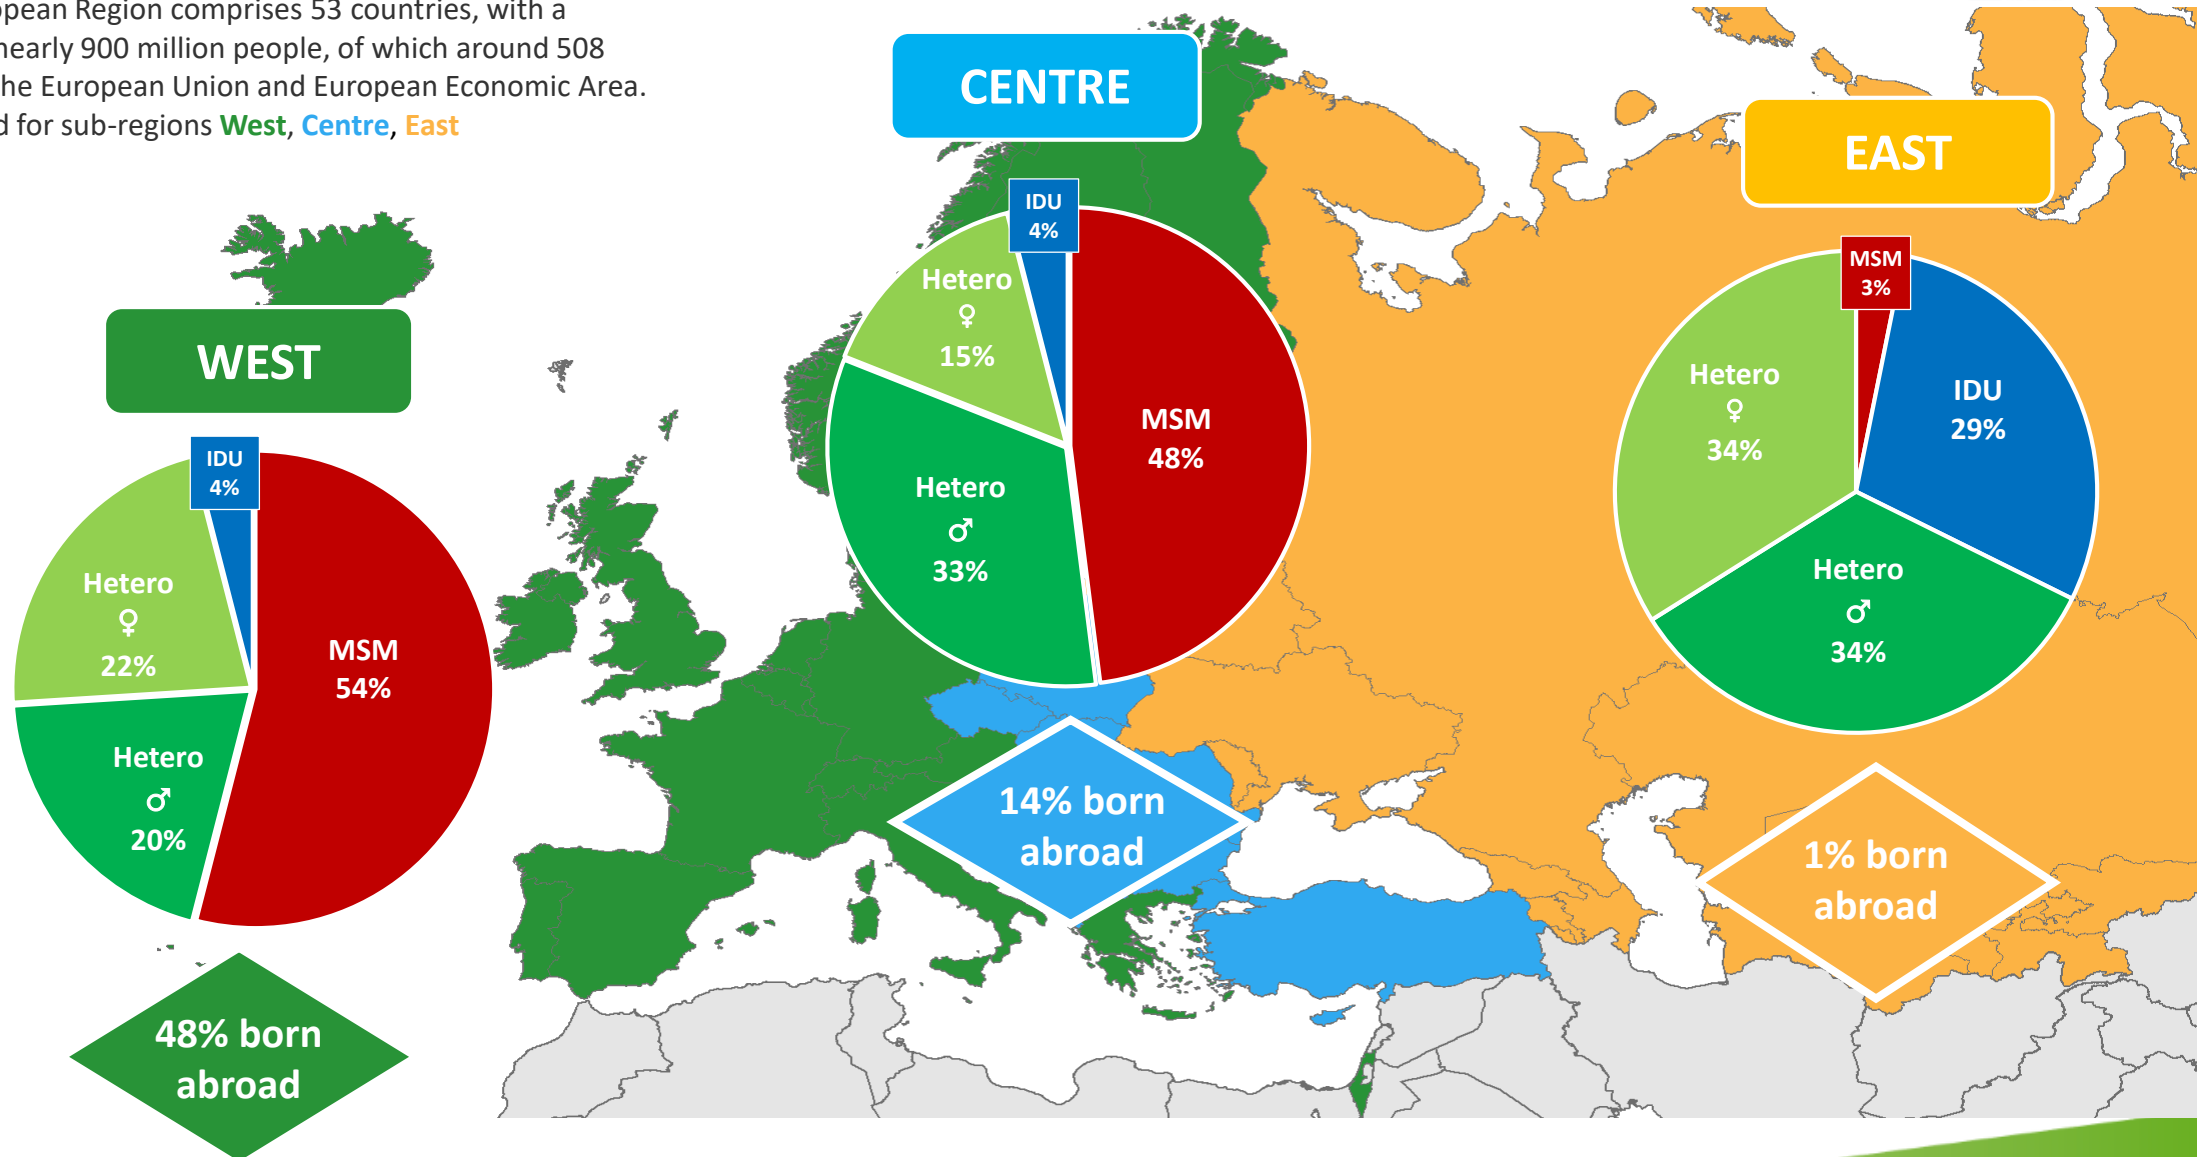 opean Region comprises 53 countries, with a
nearly 900 million people, of which around 508
he European Union and European Economic Area.
d for sub-regions West, Centre, East
CENTRE
EAST
WEST
IDU
4%
Hetero
♀
22%
MSM
54%
Hetero
♂
20%
48% born
abroad
IDU
4%
Hetero
♀
15%
MSM
48%
Hetero
♂
33%
14% born
abroad
MSM
3%
Hetero
♀
34%
IDU
29%
Hetero
♂
34%
1% born
abroad